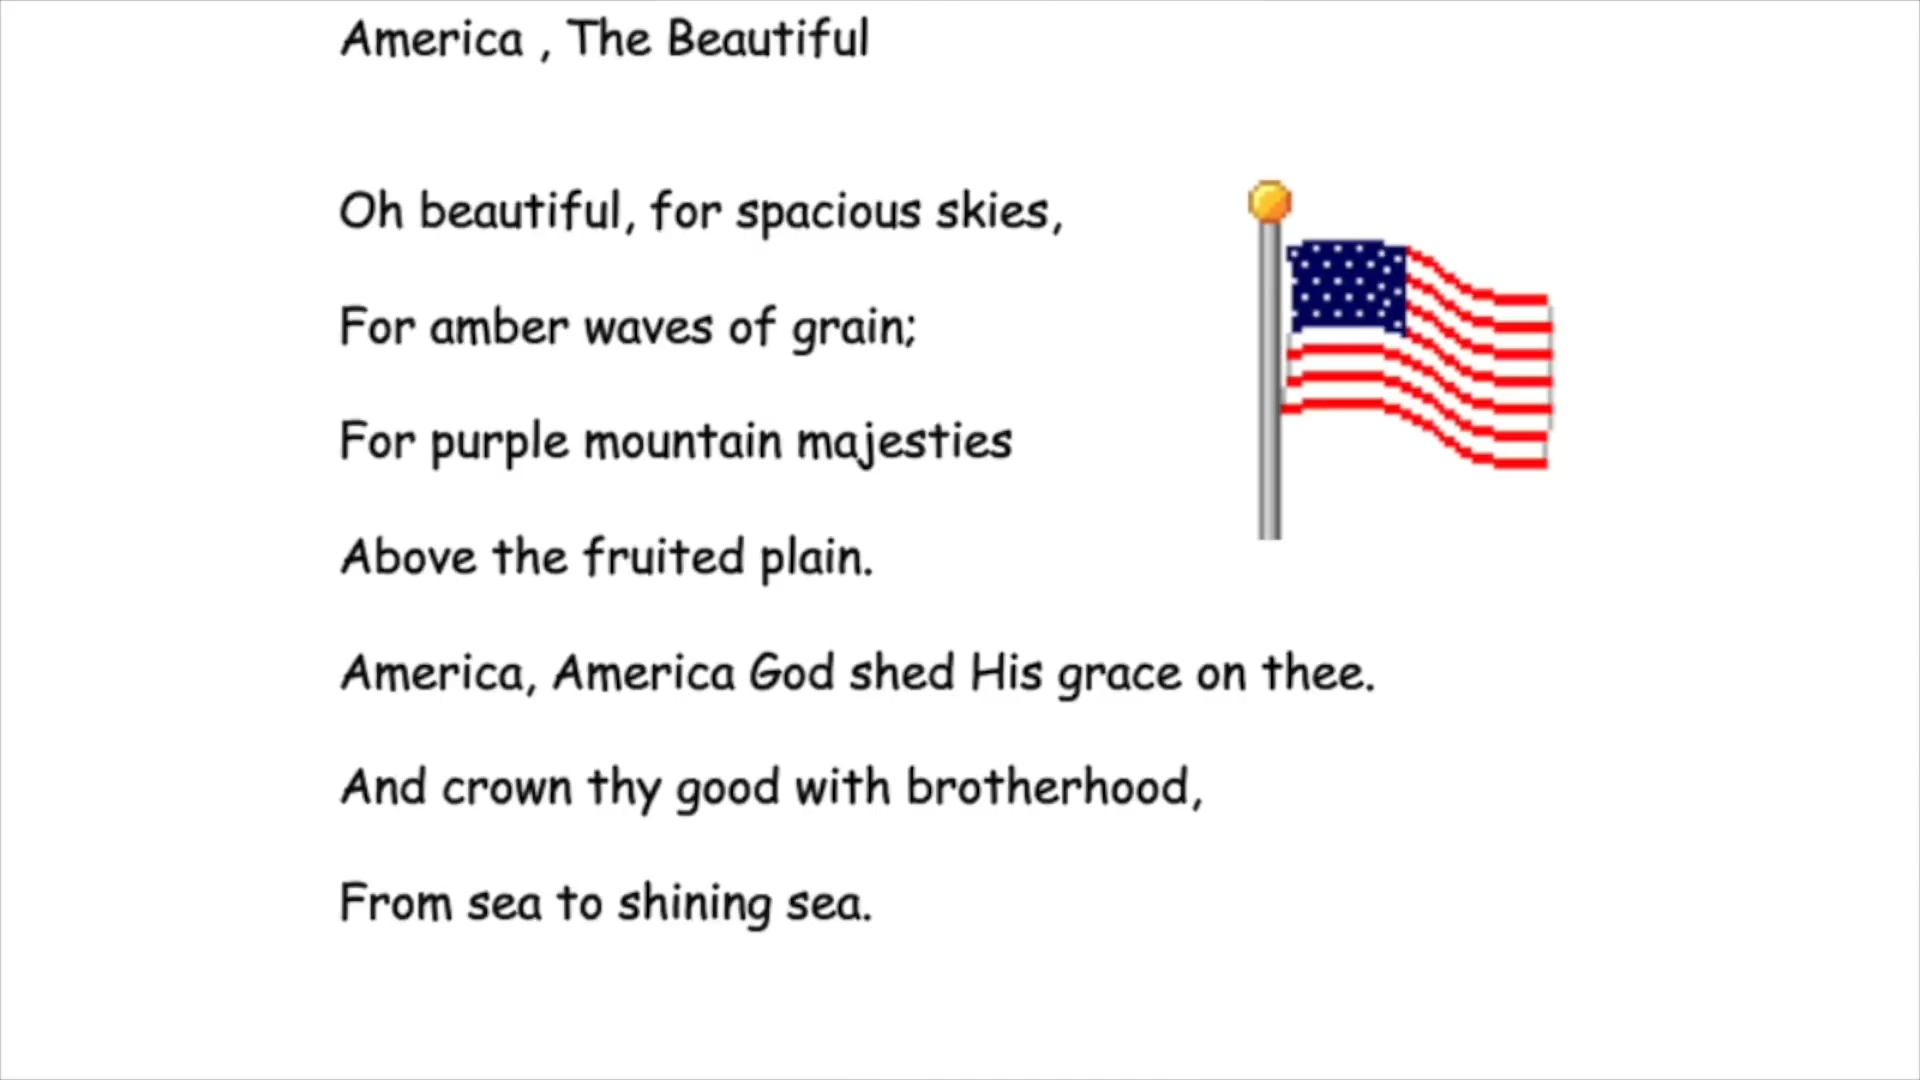 America , The Beautiful
Oh beautiful, for spacious skies,
For amber waves of grain;
For purple mountain majesties
Above the fruited plain.
America, America God shed His grace on thee.
And crown thy good with brotherhood,
From sea to shining sea.